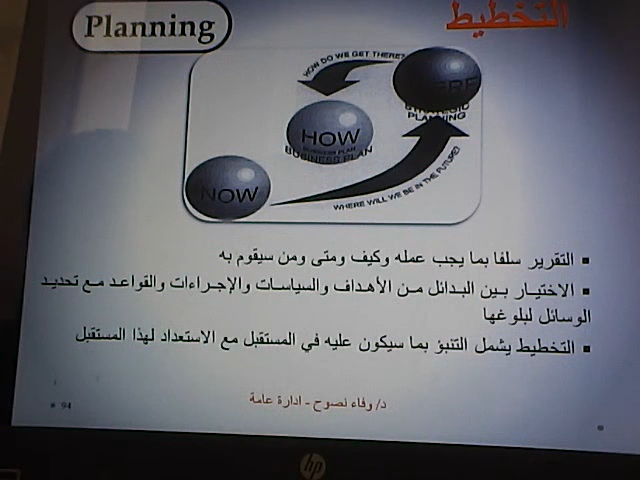 Planning
التخطيط
HOW DO WE GET THERE?
STRATEGIC
PLANNING
HOW
BUSINESS PLAN
BUSINESS PLAN
NOW
WHERE WILL WE BE IN THE FUTURE?
التقرير سلفا بما يجب عمله وكيف ومتى ومن سيقوم به
الاختيار بين البدائل من الأهداف والسياسات والإجراءات والقواعد مع تحديد
الوسائل لبلوغها
التخطيط يشمل التنبؤ بما سيكون عليه في المستقبل مع الاستعداد لهذا المستقبل
د/ وفاء نصوح - ادارة عامة
94
hp